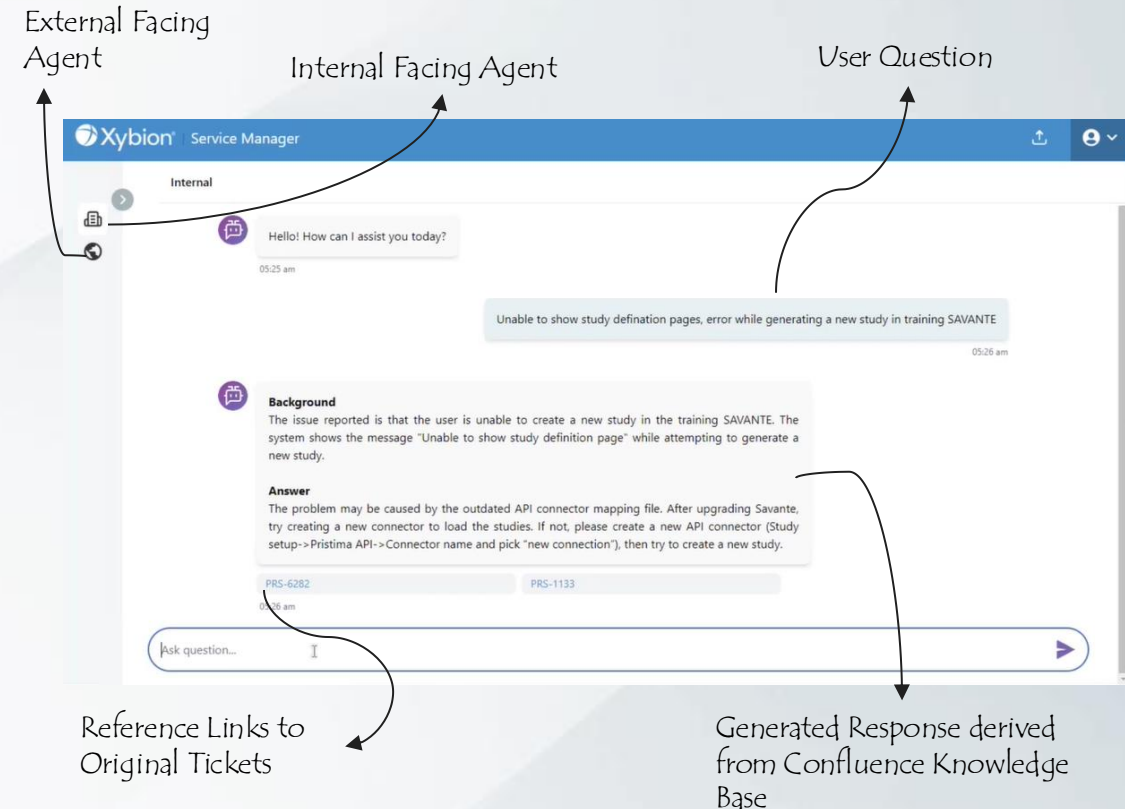 External Facing
Agent
Internal Facing Agent
User Question
Xybion® | Service Manager
Internal
Hello! How can I assist you today?
05:25 am
Unable to show study defination pages, error while generating a new study in training SAVANTE
05:26 am
Background
The issue reported is that the user is unable to create a new study in the training SAVANTE. The
system shows the message "Unable to show study definition page" while attempting to generate a
new study.
Answer
The problem may be caused by the outdated API connector mapping file. After upgrading Savante,
try creating a new connector to load the studies. If not, please create a new API connector (Study
setup->Pristima API->Connector name and pick "new connection"), then try to create a new study.
PRS-6282
PRS-1133
05:26 am
Ask question...
Reference Links to
Original Tickets
Generated Response derived
from Confluence Knowledge
Base